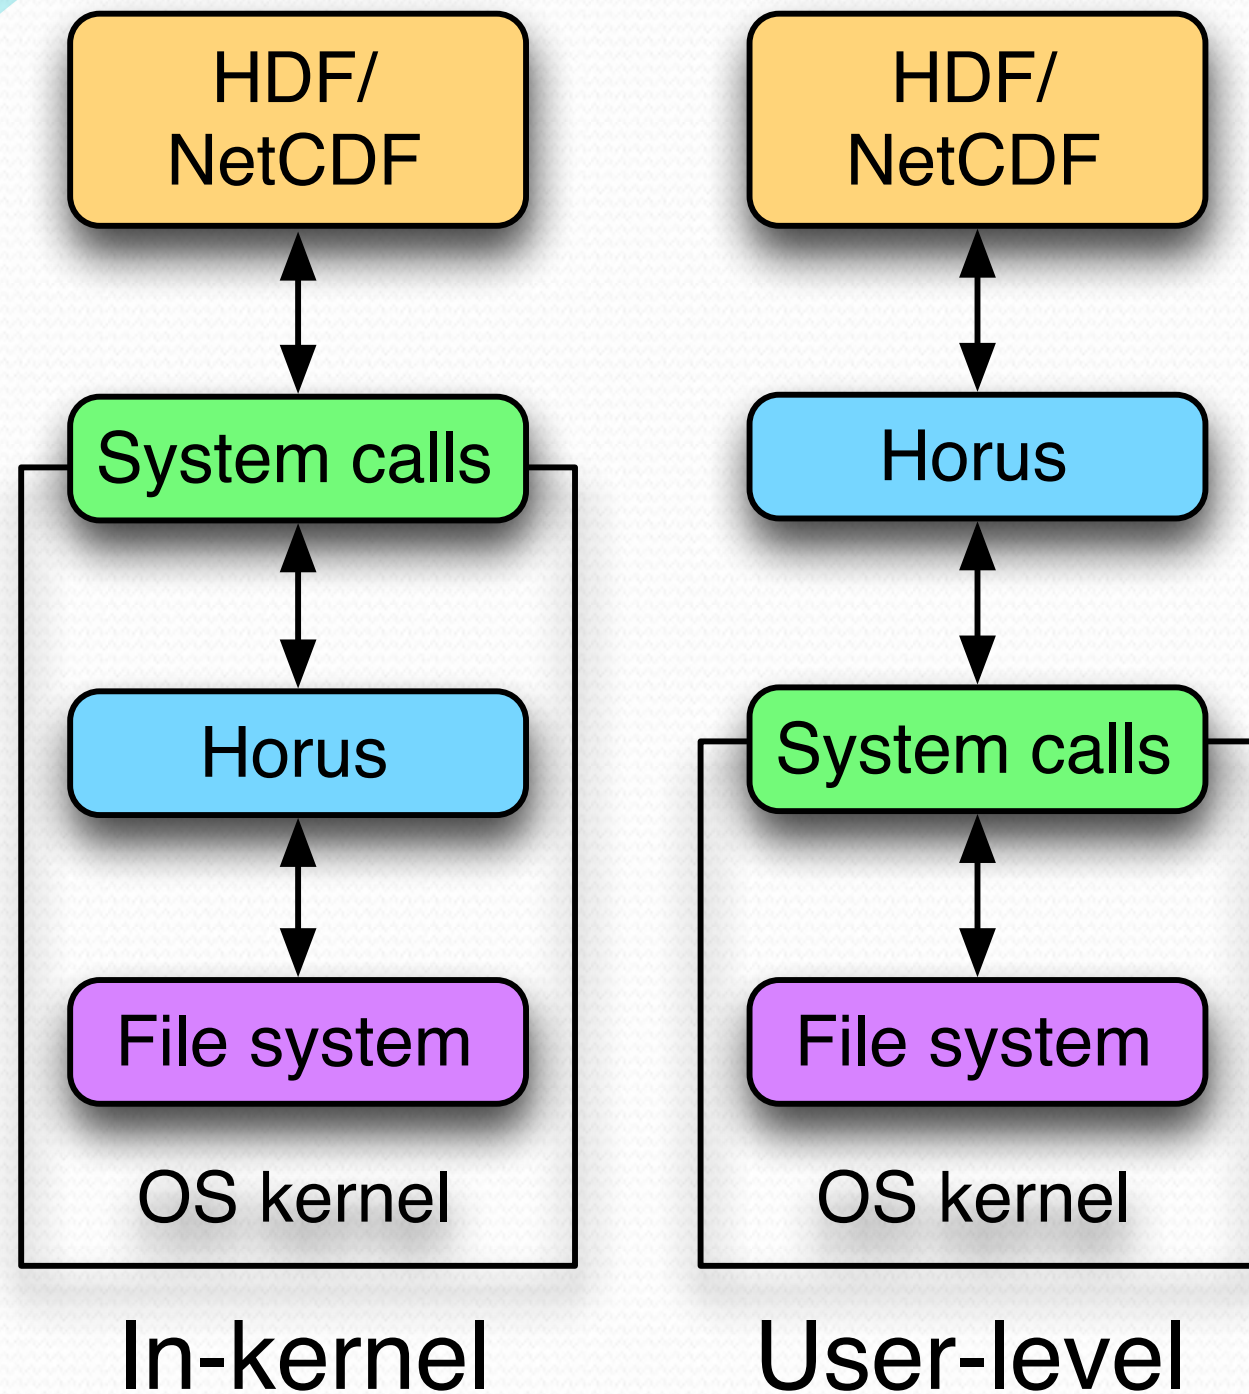 HDF/
NetCDF
System calls
Horus
File system
OS kernel
In-kernel
HDF/
NetCDF
Horus
System calls
File system
OS kernel
User-level